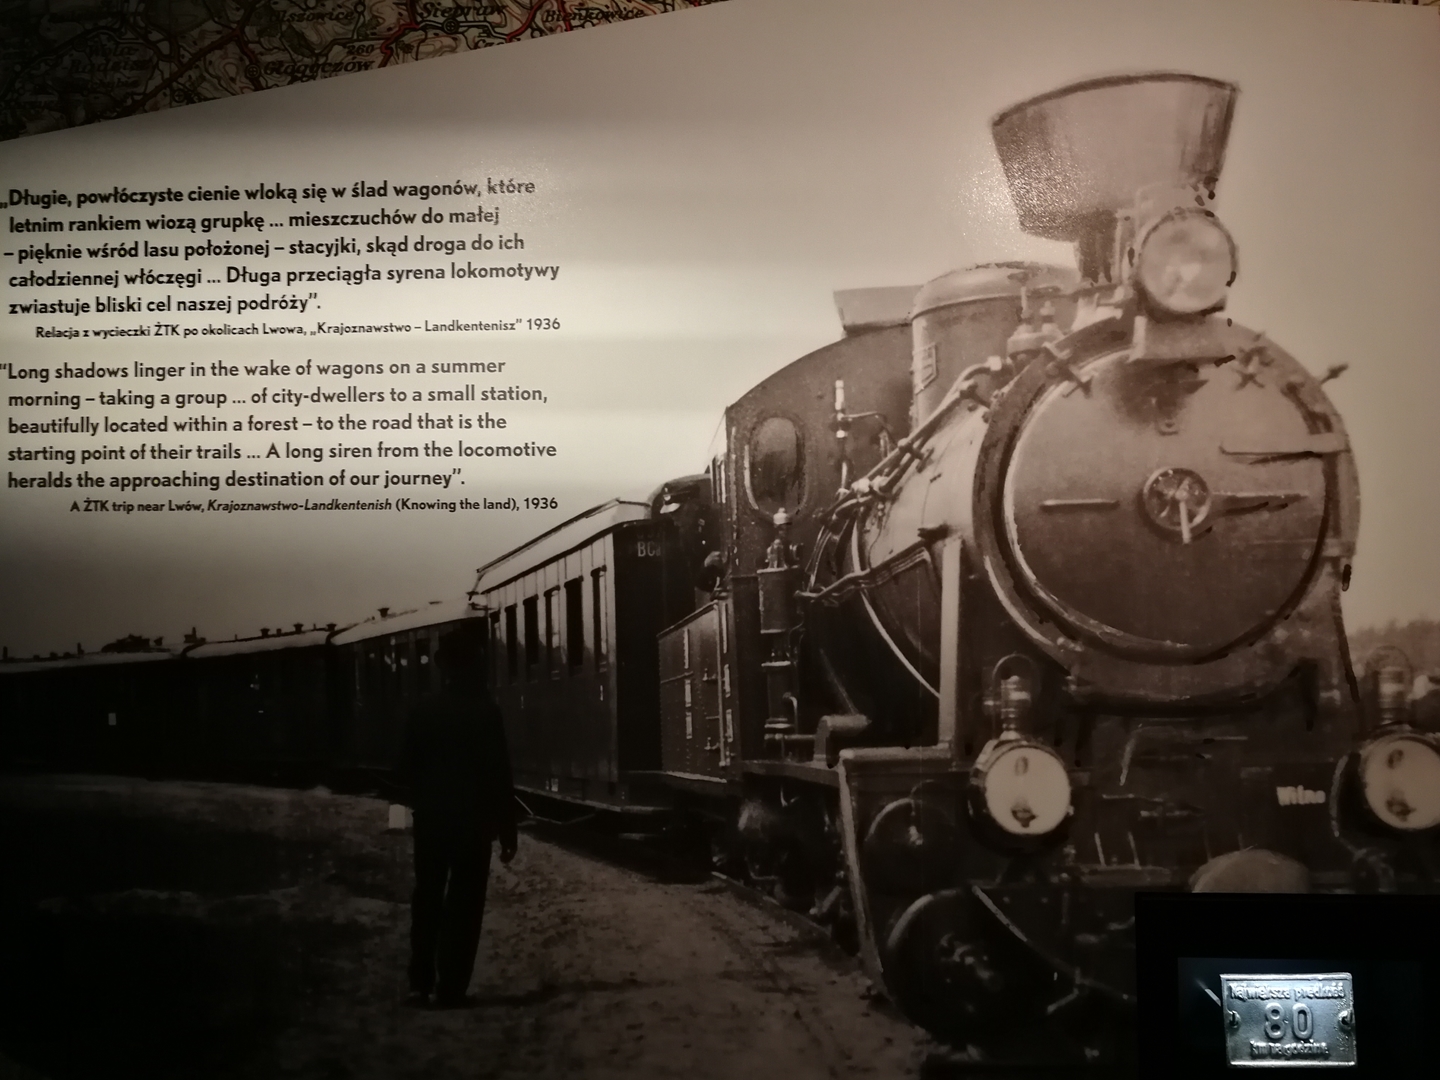 Siepraw
Bieńkowice
260
Głogoczów
„Długie, powłóczyste cienie wloką się w ślad wagonów, które
letnim rankiem wiozą grupkę ... mieszczuchów do małej
– pięknie wśród lasu położonej – stacyjki, skąd droga do ich
całodziennej włóczęgi ... Długa przeciągła syrena lokomotywy
zwiastuje bliski cel naszej podróży”.
Relacja z wycieczki ŻTK po okolicach Lwowa, „Krajoznawstwo – Landkentenisz” 1936
“Long shadows linger in the wake of wagons on a summer
morning – taking a group ... of city-dwellers to a small station,
beautifully located within a forest – to the road that is the
starting point of their trails ... A long siren from the locomotive
heralds the approaching destination of our journey”.
A ŻTK trip near Lwów, Krajoznawstwo-Landkentenish (Knowing the land), 1936
Wilno
Największa prędkość
80
km na godzinę